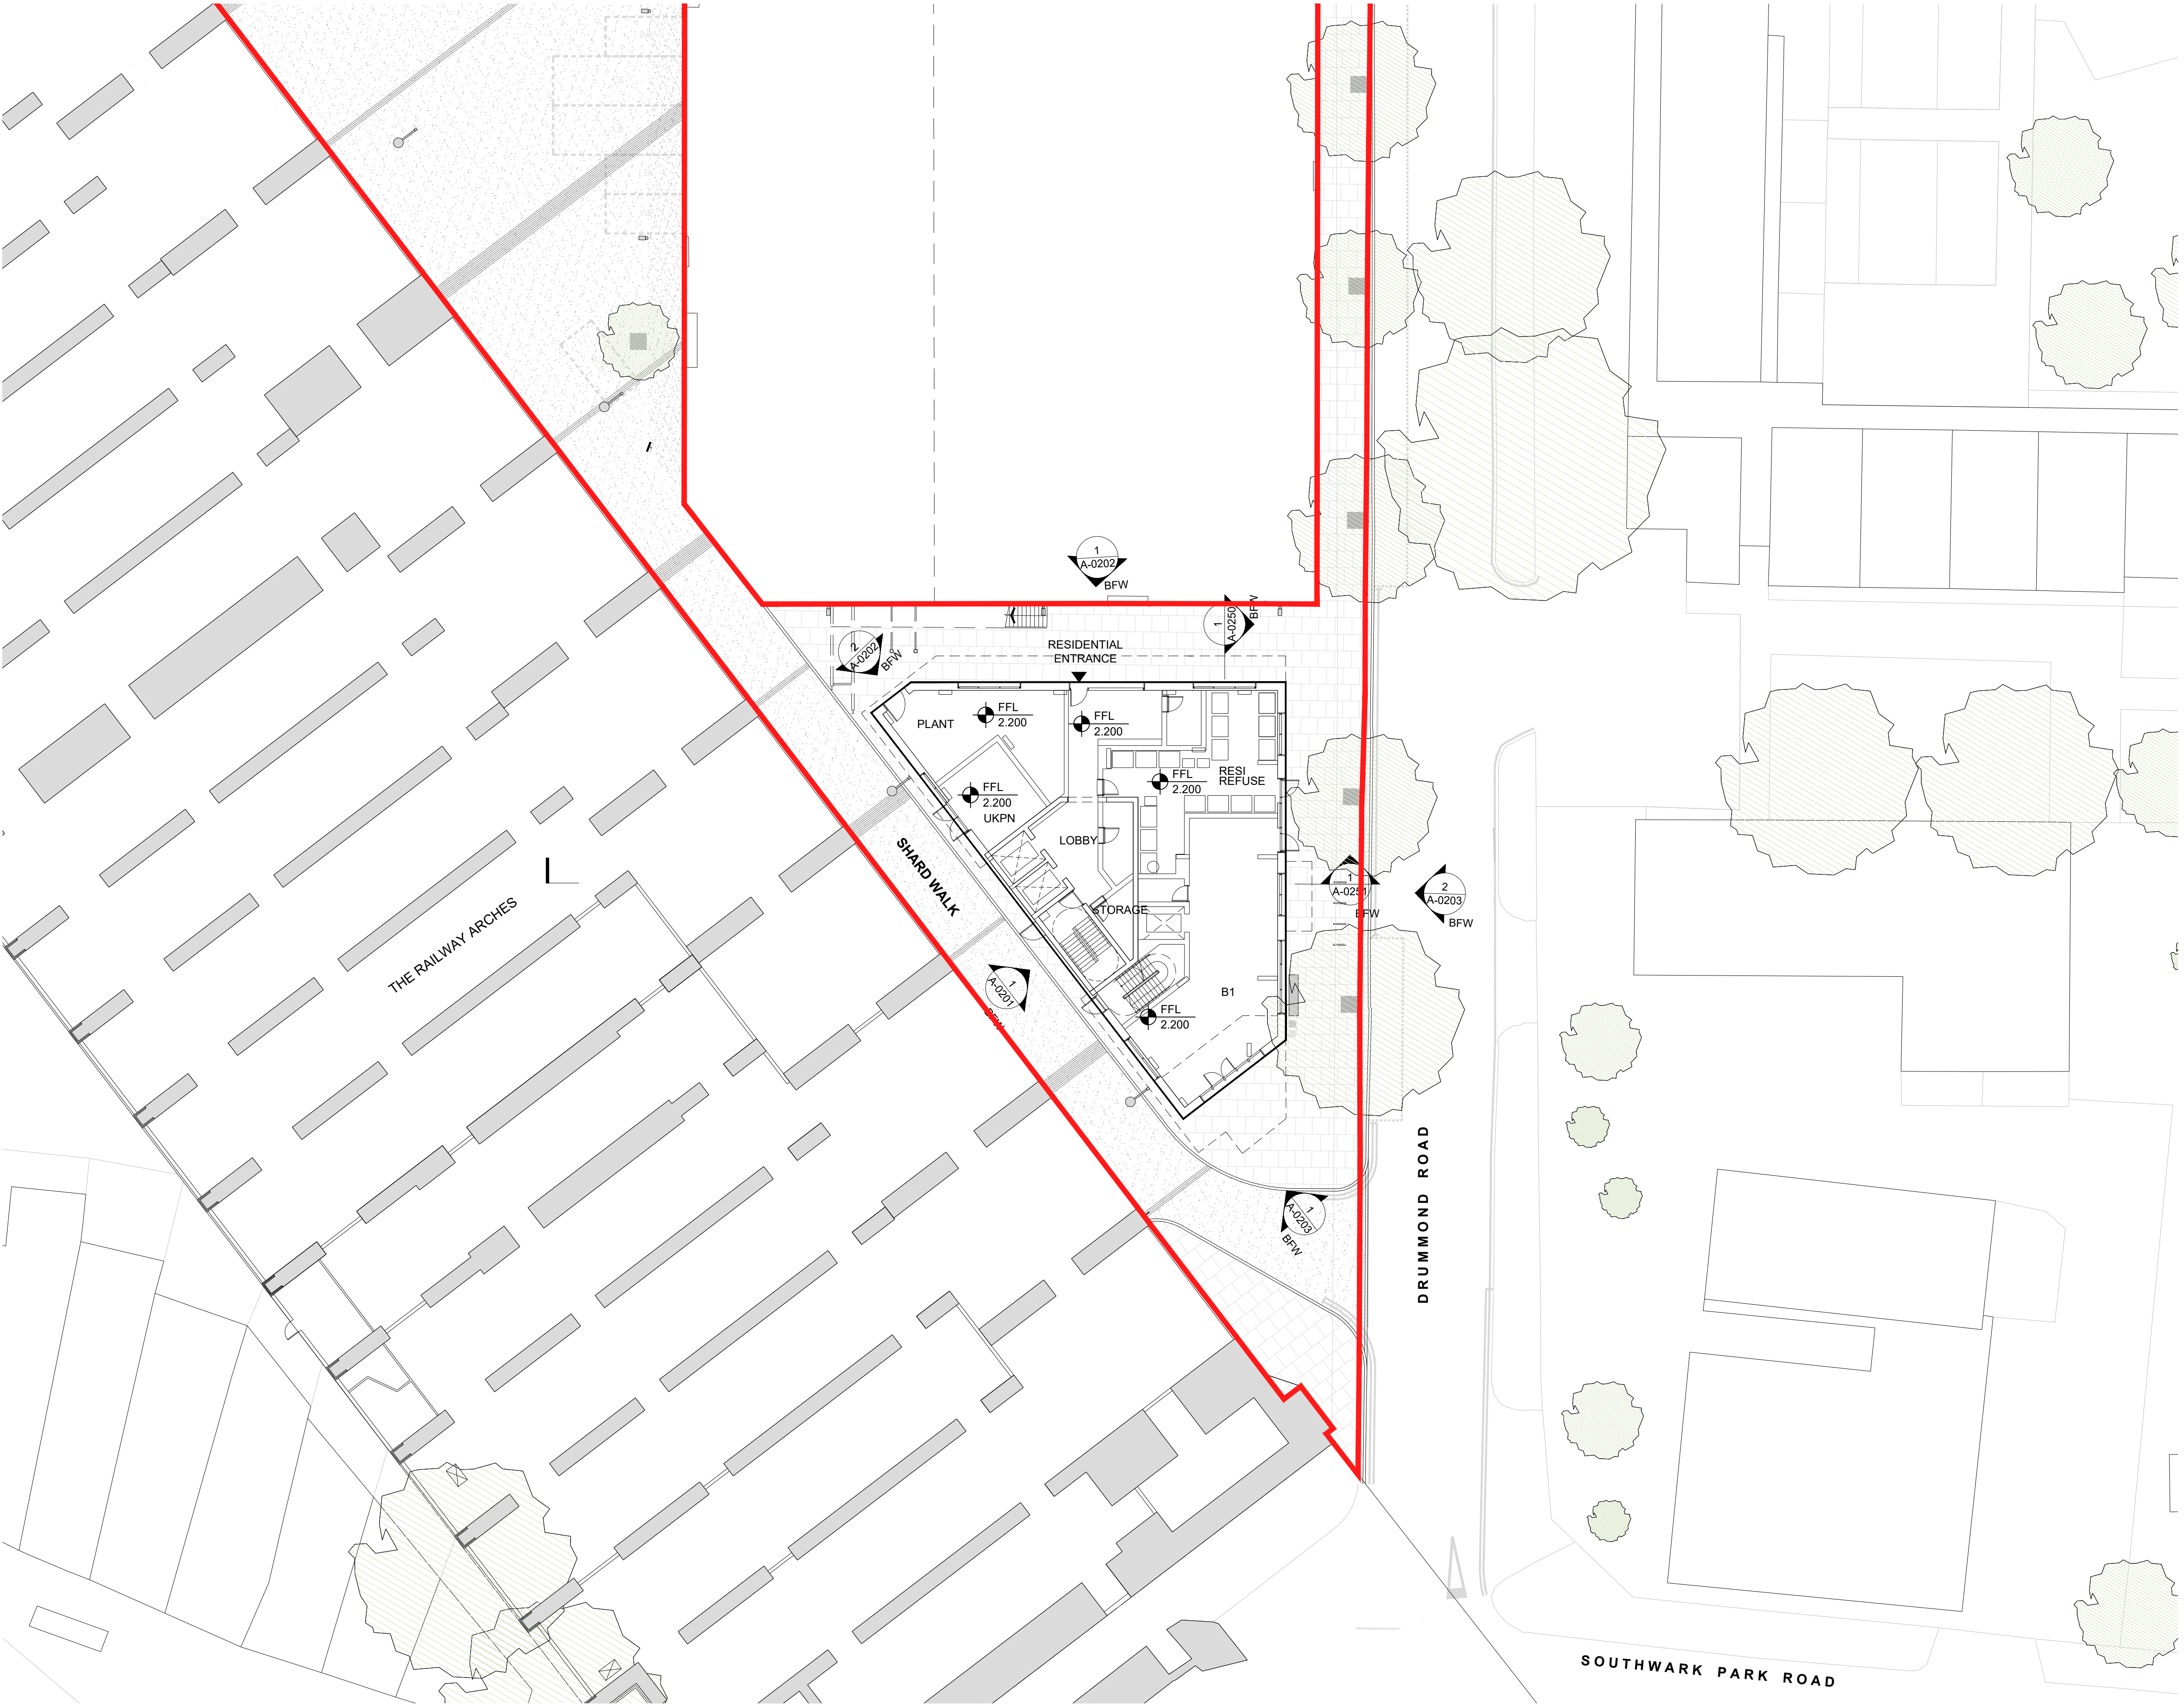 1
A-0202
BFW
1
A-0250
BFW
2
A-0202
BFW
RESIDENTIAL
ENTRANCE
PLANT
FFL
2.200
FFL
2.200
FFL
2.200
RESI
REFUSE
FFL
2.200
UKPN
LOBBY
SHARD WALK
STORAGE
1
A-0251
BFW
2
A-0203
BFW
THE RAILWAY ARCHES
1
A-0201
BFW
B1
FFL
2.200
1
A-0203
BFW
DRUMMOND ROAD
SOUTHWARK PARK ROAD